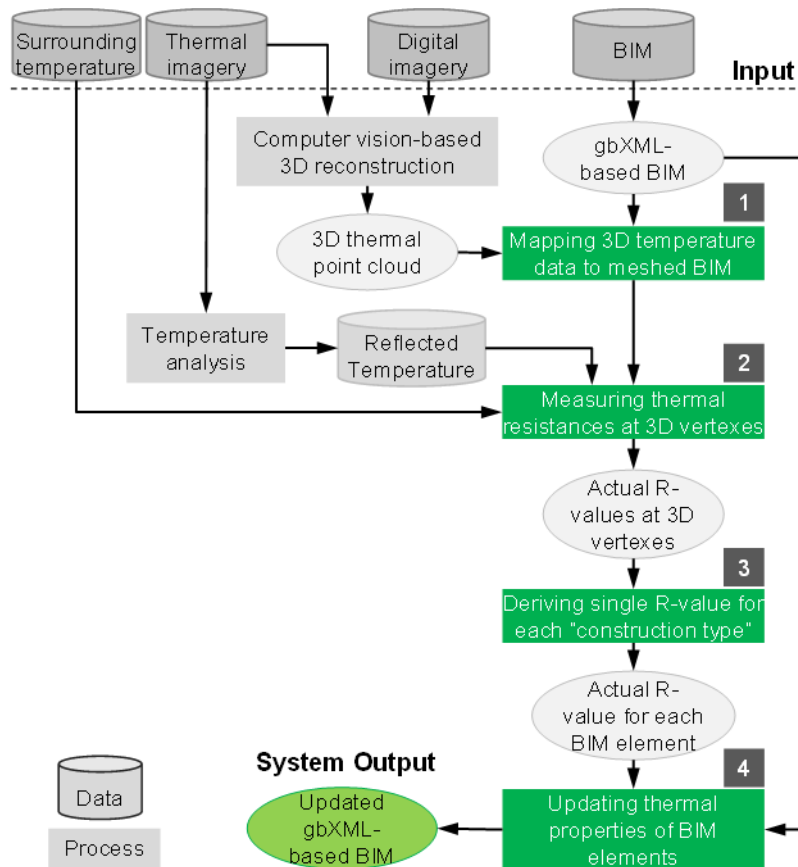 Surrounding
temperature
Thermal
imagery
Digital
imagery
BIM
Input
Computer vision-based
3D reconstruction
gbXML-
based BIM
1
3D thermal
point cloud
Mapping 3D temperature
data to meshed BIM
Temperature
analysis
Reflected
Temperature
2
Measuring thermal
resistances at 3D vertexes
Actual R-
values at 3D
vertexes
3
Deriving single R-value for
each "construction type"
Actual R-
value for each
BIM element
4
Updating thermal
properties of BIM
elements
System Output
Updated
gbXML-
based BIM
Data
Process